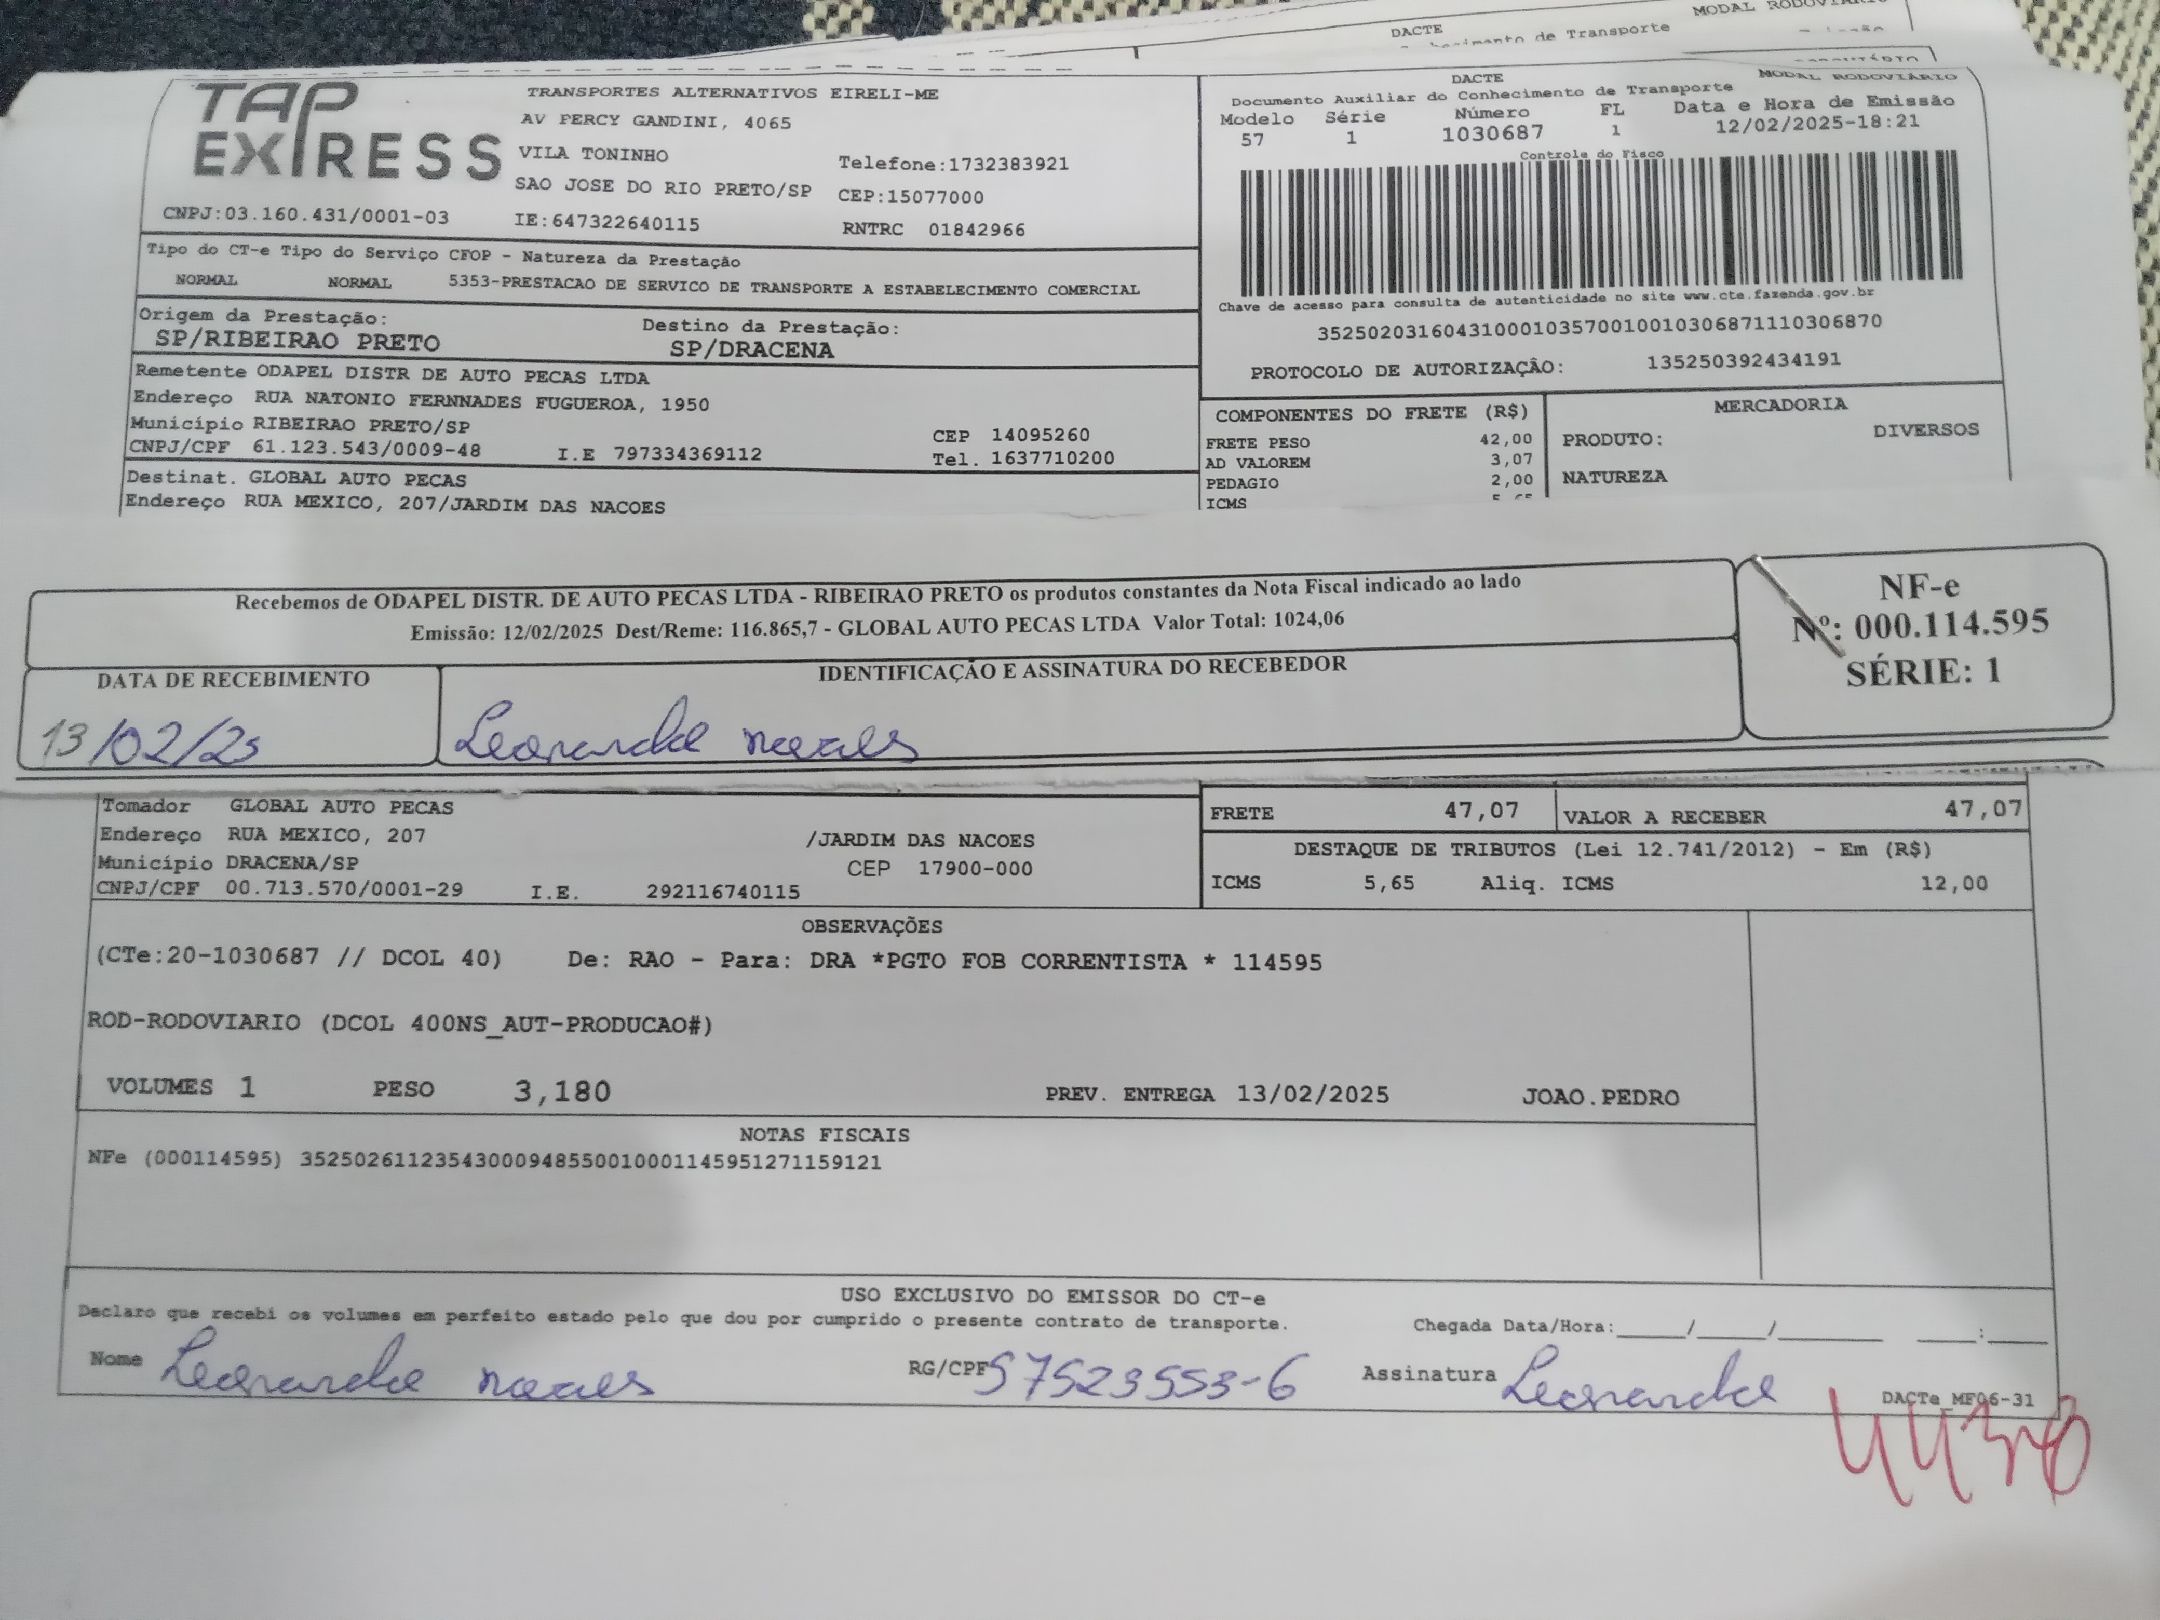 DACTE
MODAL RODOVIÁRIO
de Transporte
TAP EXPRESS
TRANSPORTES ALTERNATIVOS EIRELI-ME
AV PERCY GANDINI, 4065
VILA TONINHO Telefone:1732383921
SAO JOSE DO RIO PRETO/SP CEP:15077000
CNPJ:03.160.431/0001-03 IE:647322640115 RNTRC 01842966
DACTE MODAL RODOVIÁRIO
Documento Auxiliar do Conhecimento de Transporte
Modelo Série Número FL Data e Hora de Emissão
57 1 1030687 1 12/02/2025-18:21
Controle do Fisco
Chave de acesso para consulta de autenticidade no site www.cte.fazenda.gov.br
35250203160431000103570010010306871110306870
PROTOCOLO DE AUTORIZAÇÂO: 135250392434191
Tipo do CT-e Tipo do Serviço CFOP - Natureza da Prestação
NORMAL NORMAL 5353-PRESTACAO DE SERVICO DE TRANSPORTE A ESTABELECIMENTO COMERCIAL
Origem da Prestação: Destino da Prestação:
SP/RIBEIRAO PRETO SP/DRACENA
Remetente ODAPEL DISTR DE AUTO PECAS LTDA
Endereço RUA NATONIO FERNNADES FUGUEROA, 1950
Município RIBEIRAO PRETO/SP CEP 14095260
CNPJ/CPF 61.123.543/0009-48 I.E 797334369112 Tel. 1637710200
Destinat. GLOBAL AUTO PECAS
Endereço RUA MEXICO, 207/JARDIM DAS NACOES
COMPONENTES DO FRETE (R$)
FRETE PESO 42,00
AD VALOREM 3,07
PEDAGIO 2,00
ICMS 5,65
MERCADORIA
PRODUTO: DIVERSOS
NATUREZA
Recebemos de ODAPEL DISTR. DE AUTO PECAS LTDA - RIBEIRAO PRETO os produtos constantes da Nota Fiscal indicado ao lado
Emissão: 12/02/2025 Dest/Reme: 116.865,7 - GLOBAL AUTO PECAS LTDA Valor Total: 1024,06
NF-e
Nº: 000.114.595
SÉRIE: 1
DATA DE RECEBIMENTO IDENTIFICAÇÃO E ASSINATURA DO RECEBEDOR
13/02/25
Tomador GLOBAL AUTO PECAS
Endereço RUA MEXICO, 207 /JARDIM DAS NACOES
Município DRACENA/SP CEP 17900-000
CNPJ/CPF 00.713.570/0001-29 I.E. 292116740115
FRETE 47,07 VALOR A RECEBER 47,07
DESTAQUE DE TRIBUTOS (Lei 12.741/2012) - Em (R$)
ICMS 5,65 Aliq. ICMS 12,00
OBSERVAÇÕES
(CTe:20-1030687 // DCOL 40) De: RAO - Para: DRA *PGTO FOB CORRENTISTA * 114595
ROD-RODOVIARIO (DCOL 400NS_AUT-PRODUCAO#)
VOLUMES 1 PESO 3,180 PREV. ENTREGA 13/02/2025 JOAO.PEDRO
NOTAS FISCAIS
NFe (000114595) 35250261123543000948550010001145951271159121
USO EXCLUSIVO DO EMISSOR DO CT-e
Declaro que recebi os volumes em perfeito estado pelo que dou por cumprido o presente contrato de transporte. Chegada Data/Hora:_____/_____/_______ ____:____
Nome RG/CPF 57523553-6 Assinatura
DACTe_MF06-31